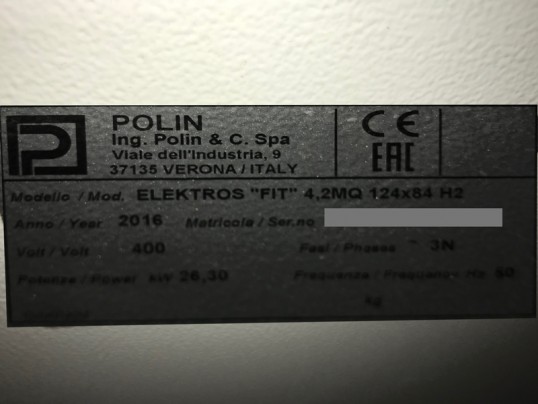 POLIN
Ing. Polin & C. Spa
Viale dell'Industria, 9
37135 VERONA / ITALY
CE
EAC
Modello / Mod. ELEKTROS "FIT" 4,2MQ 124x84 H2
Anno / Year 2016 Matricola / Ser.no
Volt / Volt 400 Fasi / Phases ~ 3N
Potenza / Power kW 26,30 Frequenza / Frequency Hz 50
kg